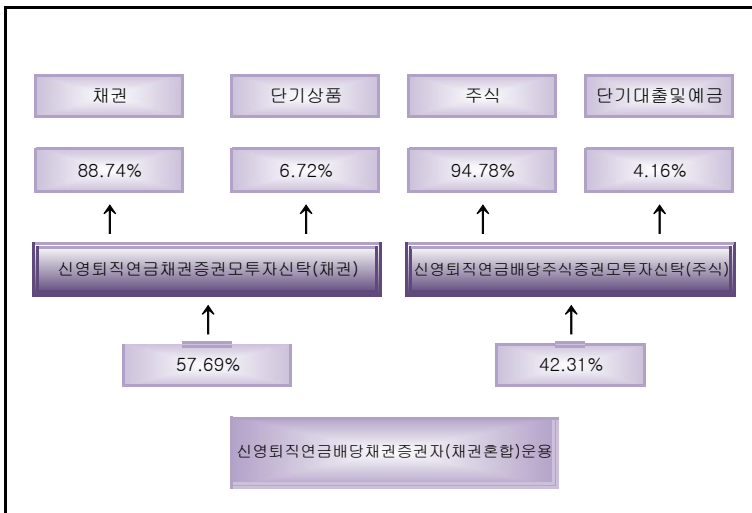 채권
단기상품
주식
단기대출및예금
88.74%
6.72%
94.78%
4.16%
신영퇴직연금채권증권모투자신탁(채권)
신영퇴직연금배당주식증권모투자신탁(주식)
57.69%
42.31%
신영퇴직연금배당채권증권자(채권혼합)운용